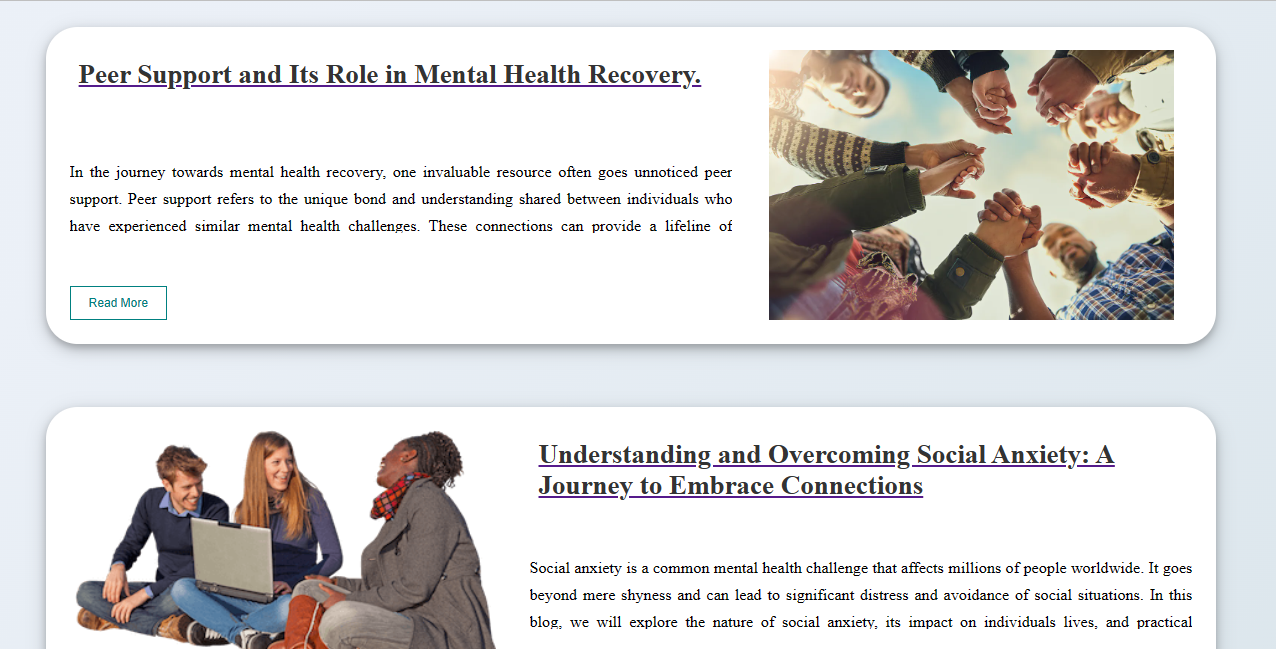 Peer Support and Its Role in Mental Health Recovery.
In the journey towards mental health recovery, one invaluable resource often goes unnoticed peer
support. Peer support refers to the unique bond and understanding shared between individuals who
have experienced similar mental health challenges. These connections can provide a lifeline of
Read More
Understanding and Overcoming Social Anxiety: A
Journey to Embrace Connections
Social anxiety is a common mental health challenge that affects millions of people worldwide. It goes
beyond mere shyness and can lead to significant distress and avoidance of social situations. In this
blog, we will explore the nature of social anxiety, its impact on individuals lives, and practical